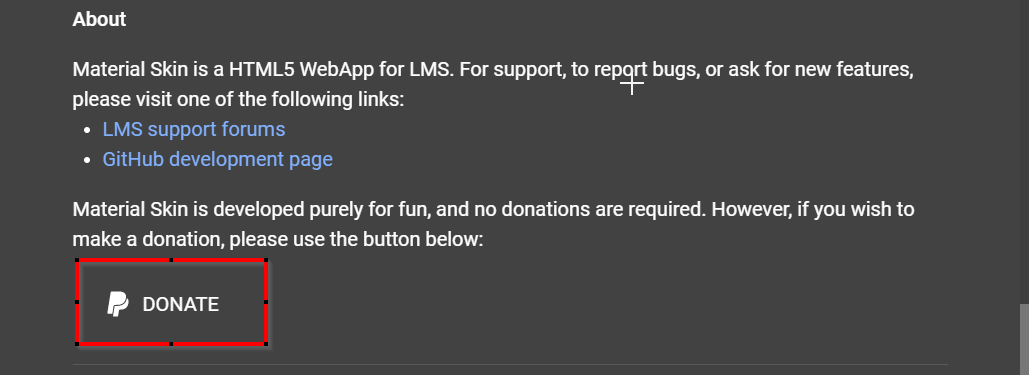 About
Material Skin is a HTML5 WebApp for LMS. For support, to report bugs, or ask for new features,
please visit one of the following links:
• LMS support forums
• GitHub development page
Material Skin is developed purely for fun, and no donations are required. However, if you wish to
make a donation, please use the button below:
DONATE